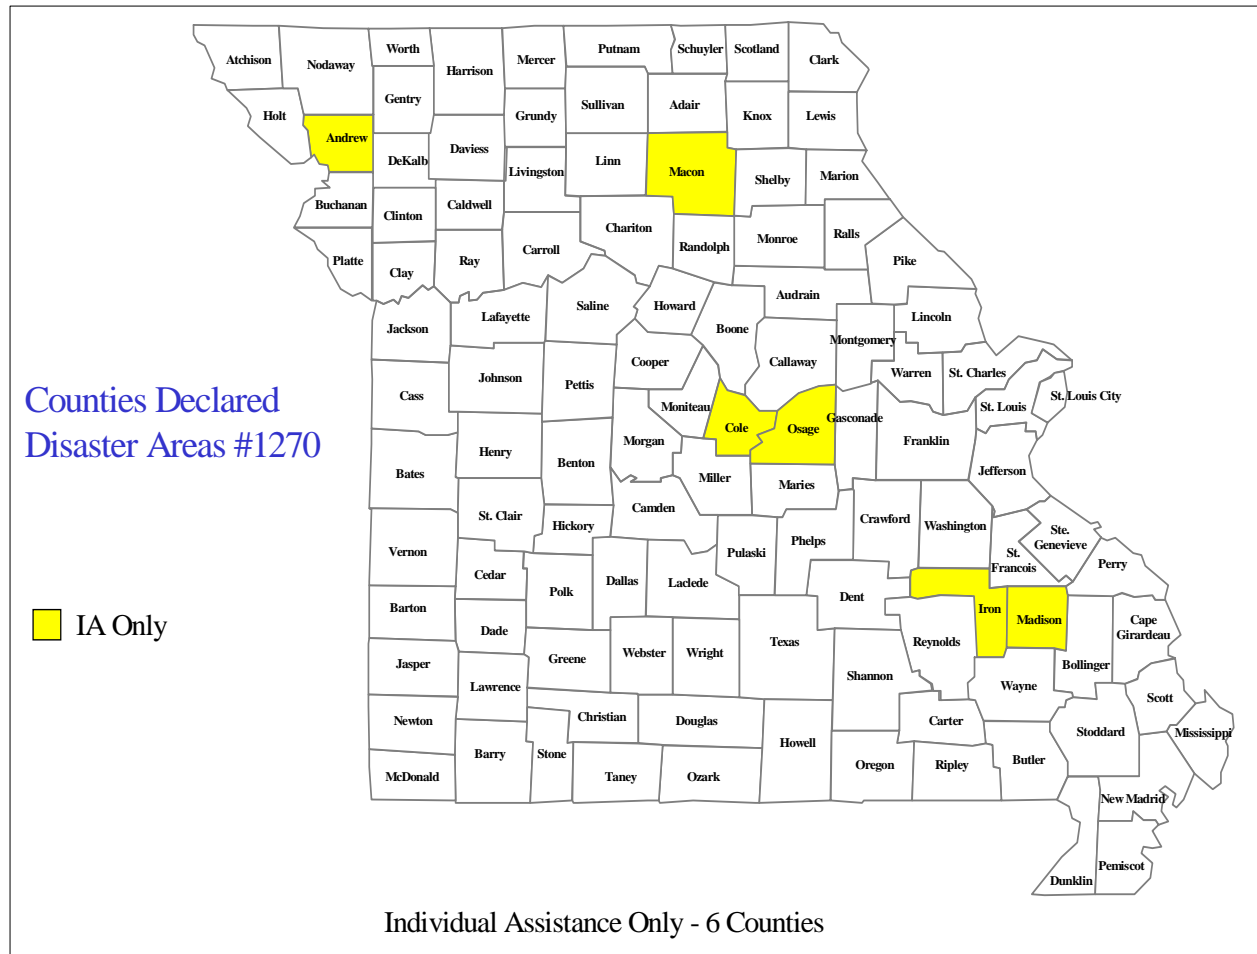 Atchison
Nodaway
Worth
Harrison
Mercer
Putnam
Schuyler
Scotland
Clark
Holt
Gentry
Grundy
Sullivan
Adair
Knox
Lewis
Andrew
DeKalb
Daviess
Livingston
Linn
Macon
Shelby
Marion
Buchanan
Clinton
Caldwell
Chariton
Randolph
Monroe
Ralls
Platte
Clay
Ray
Carroll
Pike
Jackson
Lafayette
Saline
Howard
Boone
Audrain
Montgomery
Lincoln
Cass
Johnson
Pettis
Cooper
Moniteau
Callaway
Warren
St. Charles
St. Louis
St. Louis City
Counties Declared
Disaster Areas #1270
Bates
Henry
Benton
Morgan
Cole
Osage
Gasconade
Franklin
Jefferson
Miller
Maries
St. Clair
Hickory
Camden
Vernon
Cedar
Polk
Dallas
Laclede
Pulaski
Phelps
Crawford
Washington
St.
Francois
Ste.
Genevieve
Perry
IA Only
Barton
Dade
Dent
Iron
Madison
Cape
Girardeau
Jasper
Greene
Webster
Wright
Texas
Reynolds
Bollinger
Lawrence
Shannon
Wayne
Scott
Newton
Christian
Douglas
Howell
Carter
Stoddard
Mississippi
McDonald
Barry
Stone
Taney
Ozark
Oregon
Ripley
Butler
New Madrid
Dunklin
Pemiscot
Individual Assistance Only - 6 Counties